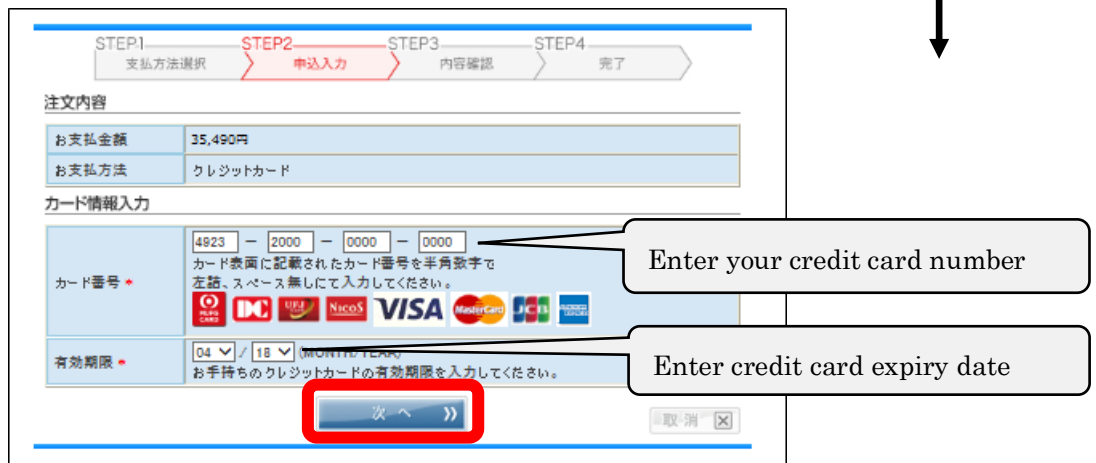 STEP1 STEP2 STEP3 STEP4
支払方法選択 申込入力 内容確認 完了
注文内容
お支払金額 35,490円
お支払方法 クレジットカード
カード情報入力
カード番号 * 4923 - 2000 - 0000 - 0000
カード表面に記載されたカード番号を半角数字で
左詰、スペース無しにて入力してください。
DC UFJ NICOS VISA MasterCard JCB
Enter your credit card number
有効期限 * 04 / 18 (MONTH/YEAR)
お手持ちのクレジットカードの有効期限を入力してください。
Enter credit card expiry date
次へ
取消